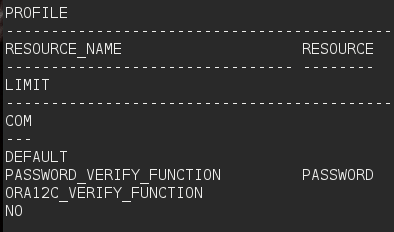 PROFILE
--------------------------------------------
RESOURCE_NAME                    RESOURCE
-------------------------------- --------
LIMIT
--------------------------------------------
COM
---
DEFAULT
PASSWORD_VERIFY_FUNCTION         PASSWORD
ORA12C_VERIFY_FUNCTION
NO